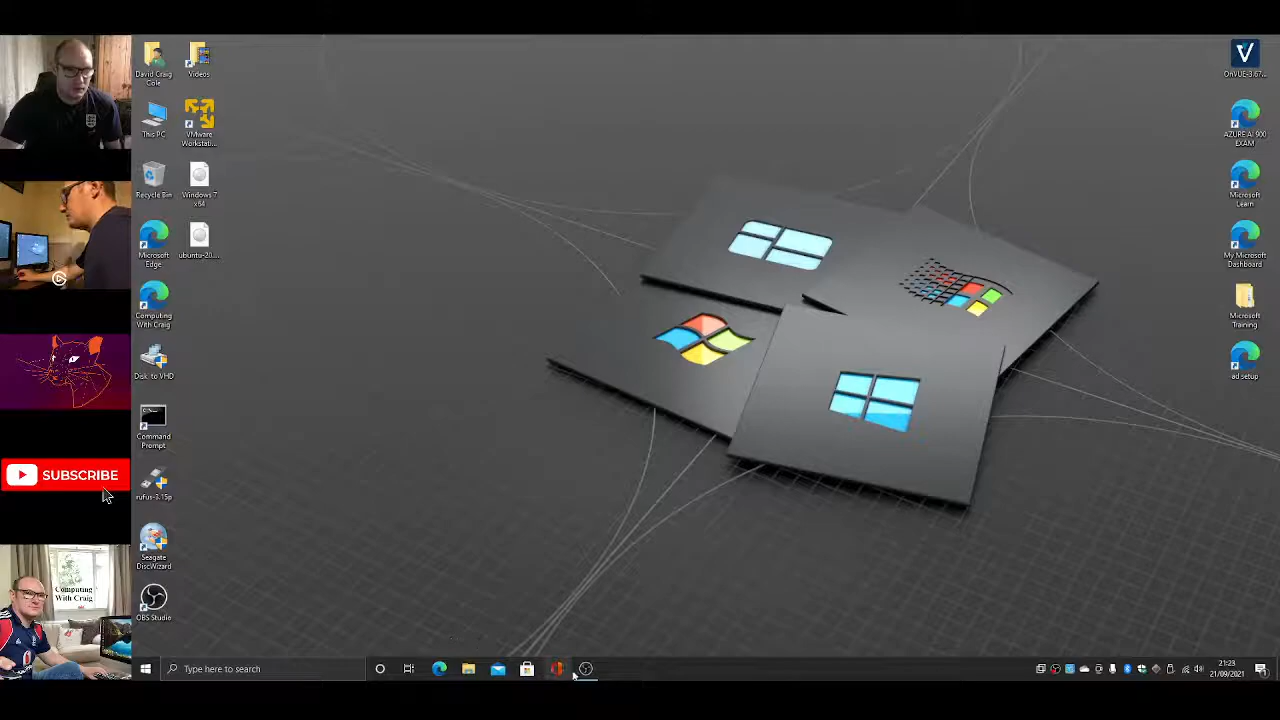 David Craig
Cole
Videos
This PC
VMware
Workstati...
Recycle Bin
Windows 7
x64
Microsoft
Edge
ubuntu-20....
Computing
With Craig
Disk to VHD
Command
Prompt
rufus-3.15p
Seagate
DiscWizard
OBS Studio
OnVUE-3.67...
AZURE AI 900
EXAM
Microsoft
Learn
My Microsoft
Dashboard
Microsoft
Training
ad setup
SUBSCRIBE
Computing
With Craig
Type here to search
21:23
21/09/2021